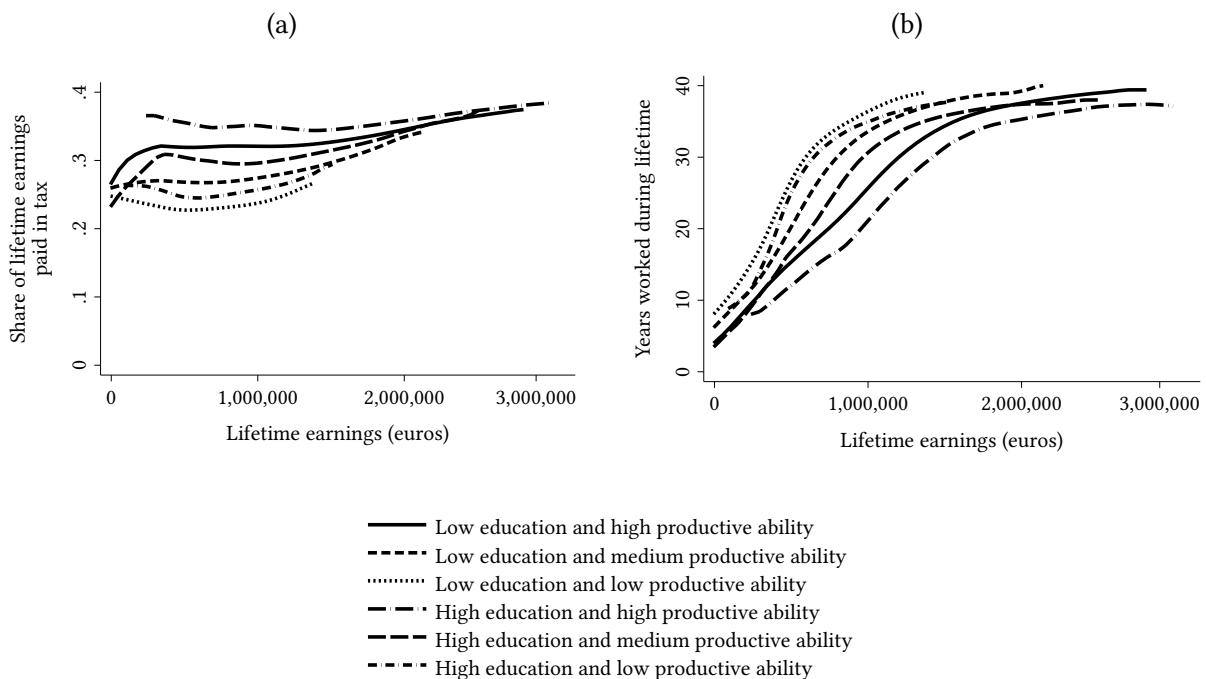 (a)
(b)
Share of lifetime earnings
paid in tax
.4
.3
.2
.1
0
0
1,000,000
2,000,000
3,000,000
Lifetime earnings (euros)
Years worked during lifetime
40
30
20
10
0
0
1,000,000
2,000,000
3,000,000
Lifetime earnings (euros)
Low education and high productive ability
Low education and medium productive ability
Low education and low productive ability
High education and high productive ability
High education and medium productive ability
High education and low productive ability